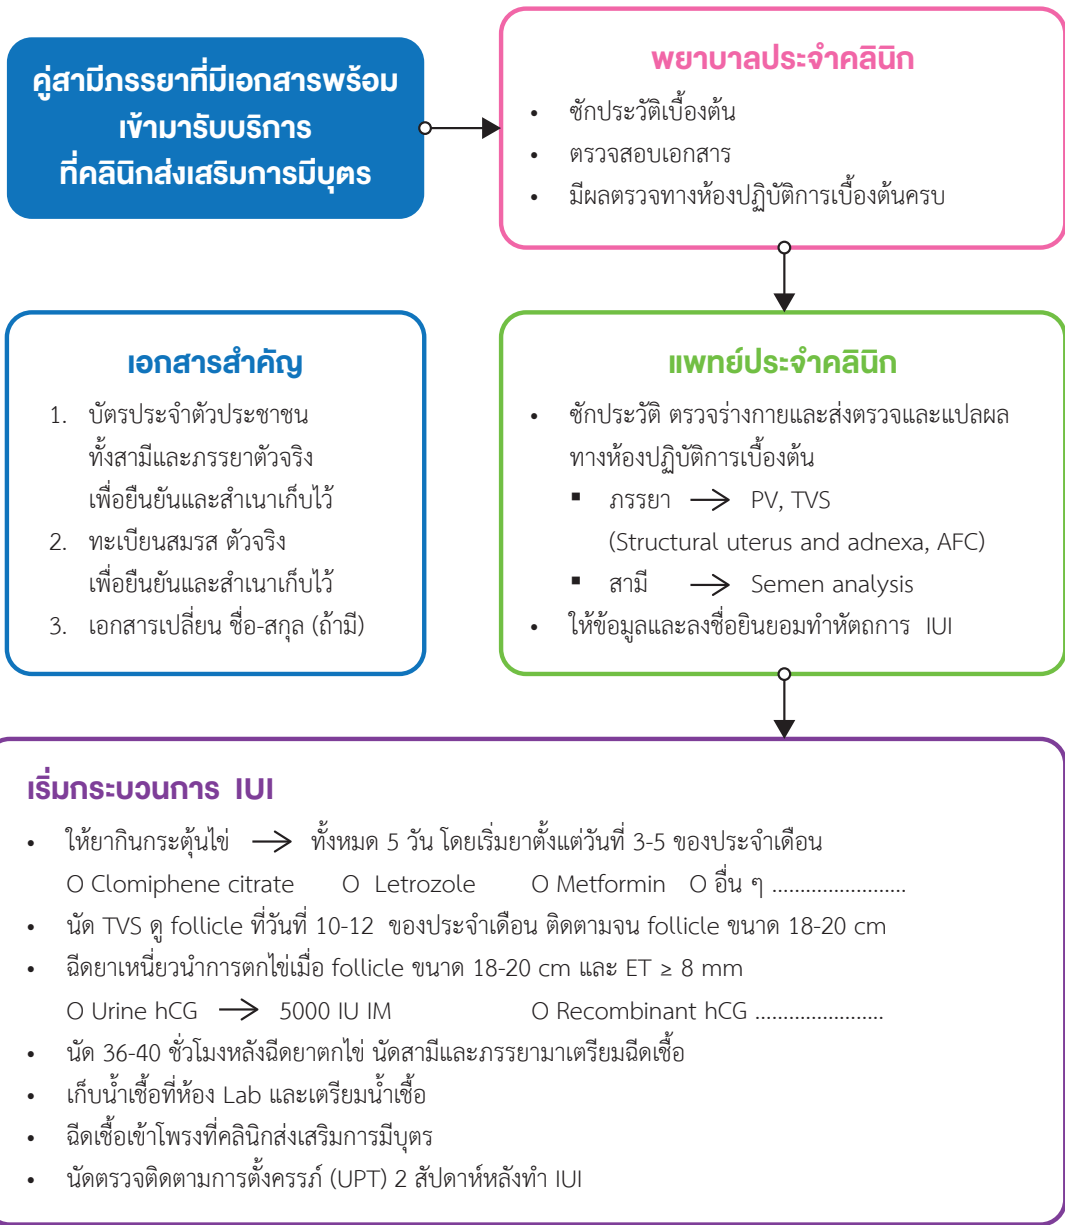 คู่สามีภรรยาที่มีเอกสารพร้อม
เข้ามารับบริการ
ที่คลินิกส่งเสริมการมีบุตร
พยาบาลประจำคลินิก
• ซักประวัติเบื้องต้น
• ตรวจสอบเอกสาร
• มีผลตรวจทางห้องปฏิบัติการเบื้องต้นครบ
เอกสารสำคัญ
1. บัตรประจำตัวประชาชน
ทั้งสามีและภรรยาตัวจริง
เพื่อยืนยันและสำเนาเก็บไว้
2. ทะเบียนสมรส ตัวจริง
เพื่อยืนยันและสำเนาเก็บไว้
3. เอกสารเปลี่ยน ชื่อ-สกุล (ถ้ามี)
แพทย์ประจำคลินิก
• ซักประวัติ ตรวจร่างกายและส่งตรวจและแปลผล
ทางห้องปฏิบัติการเบื้องต้น
▪ ภรรยา → PV, TVS
(Structural uterus and adnexa, AFC)
▪ สามี → Semen analysis
• ให้ข้อมูลและลงชื่อยินยอมทำหัตถการ IUI
เริ่มกระบวนการ IUI
• ให้ยากินกระตุ้นไข่ → ทั้งหมด 5 วัน โดยเริ่มยาตั้งแต่วันที่ 3-5 ของประจำเดือน
O Clomiphene citrate O Letrozole O Metformin O อื่น ๆ ........................
• นัด TVS ดู follicle ที่วันที่ 10-12 ของประจำเดือน ติดตามจน follicle ขนาด 18-20 cm
• ฉีดยาเหนี่ยวนำการตกไข่เมื่อ follicle ขนาด 18-20 cm และ ET ≥ 8 mm
O Urine hCG → 5000 IU IM O Recombinant hCG .......................
• นัด 36-40 ชั่วโมงหลังฉีดยาตกไข่ นัดสามีและภรรยามาเตรียมฉีดเชื้อ
• เก็บน้ำเชื้อที่ห้อง Lab และเตรียมน้ำเชื้อ
• ฉีดเชื้อเข้าโพรงที่คลินิกส่งเสริมการมีบุตร
• นัดตรวจติดตามการตั้งครรภ์ (UPT) 2 สัปดาห์หลังทำ IUI